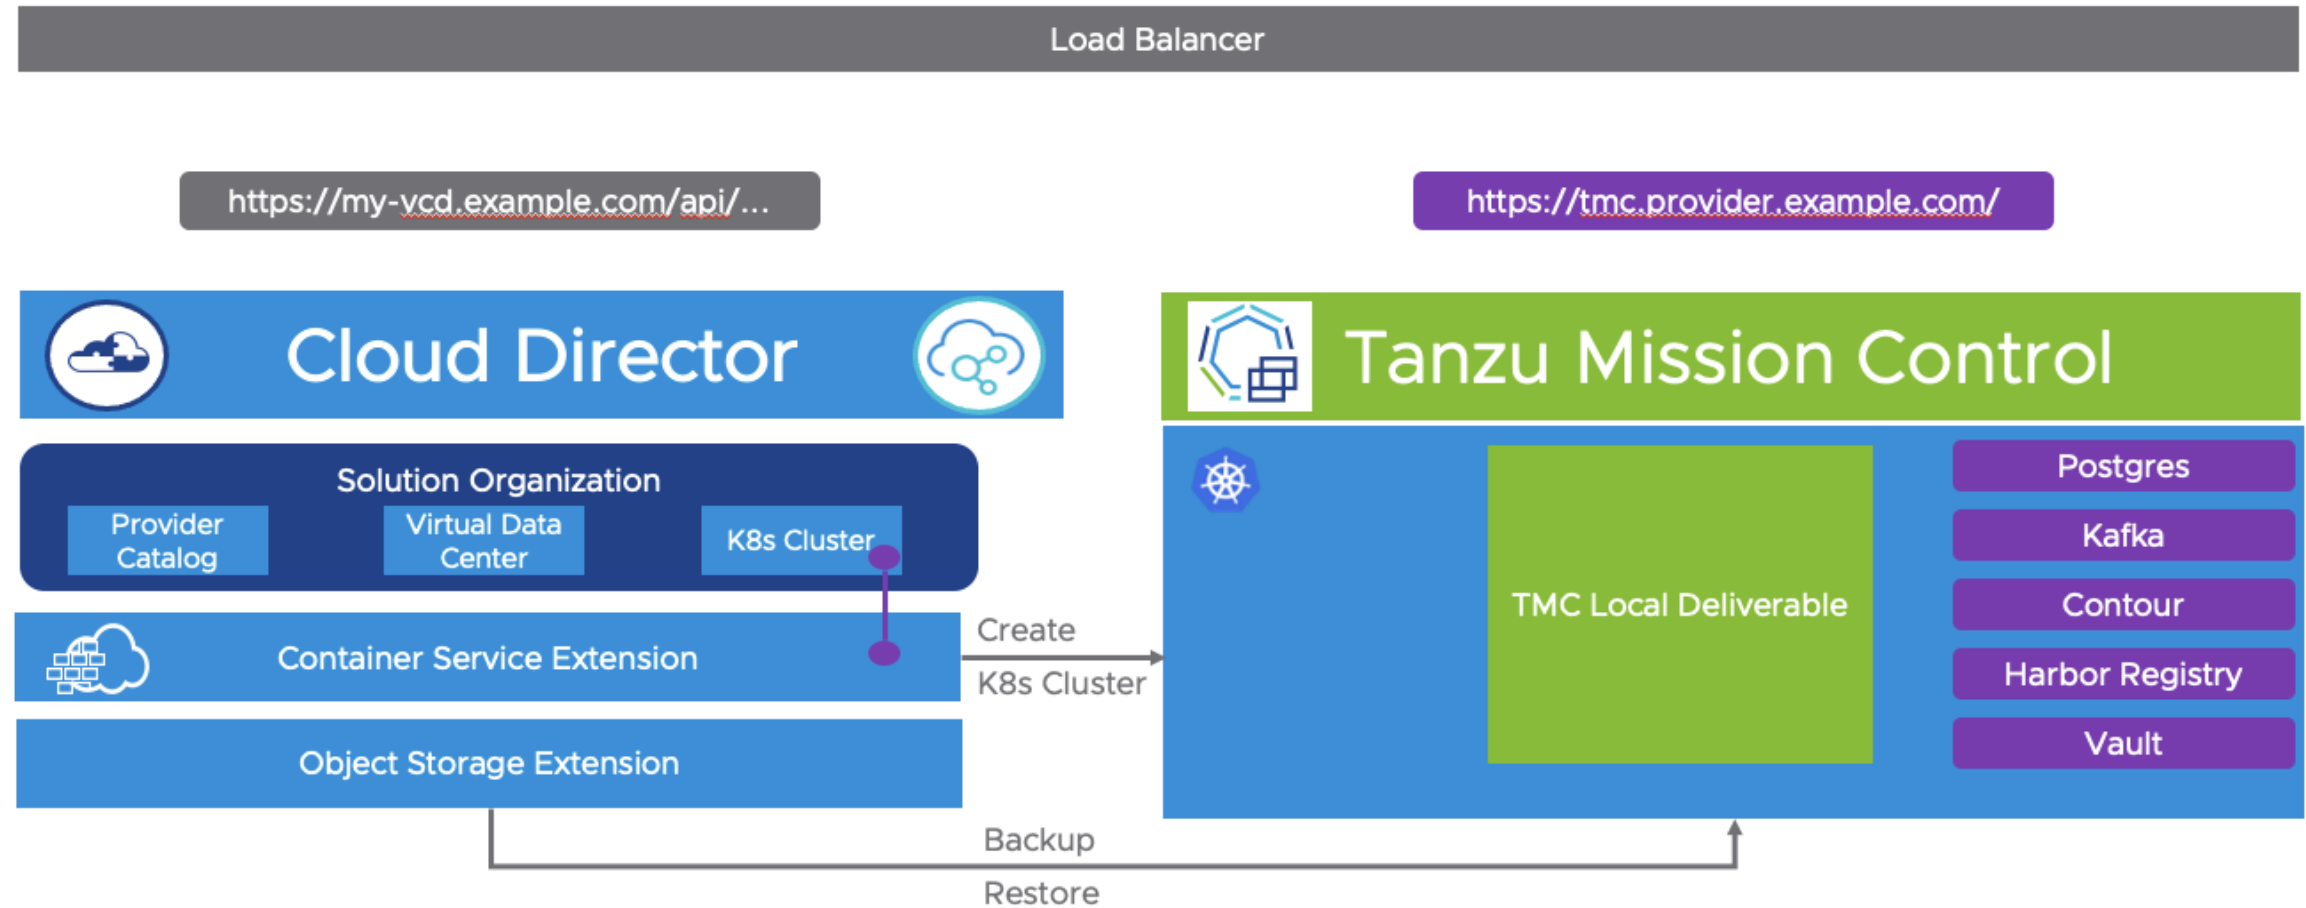 Load Balancer
https://my-vcd.example.com/api/...
https://tmc.provider.example.com/
Cloud Director
Tanzu Mission Control
Solution Organization
Provider
Catalog
Virtual Data
Center
K8s Cluster
Container Service Extension
Object Storage Extension
Create
K8s Cluster
Backup
Restore
TMC Local Deliverable
Postgres
Kafka
Contour
Harbor Registry
Vault